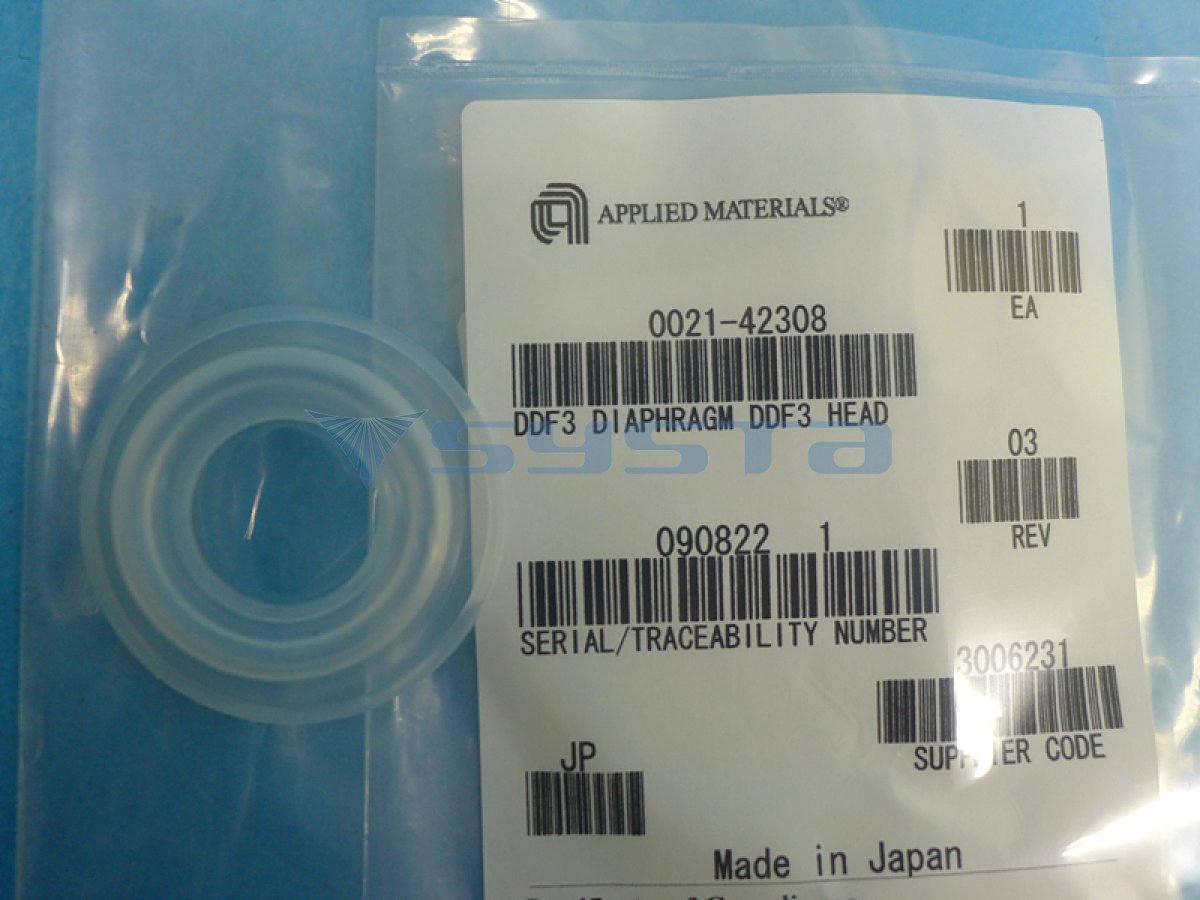 APPLIED MATERIALS®
1
EA
0021-42308
DDF3 DIAPHRAGM DDF3 HEAD
systa
03
REV
090822 1
SERIAL/TRACEABILITY NUMBER
3006231
SUPPLIER CODE
JP
Made in Japan